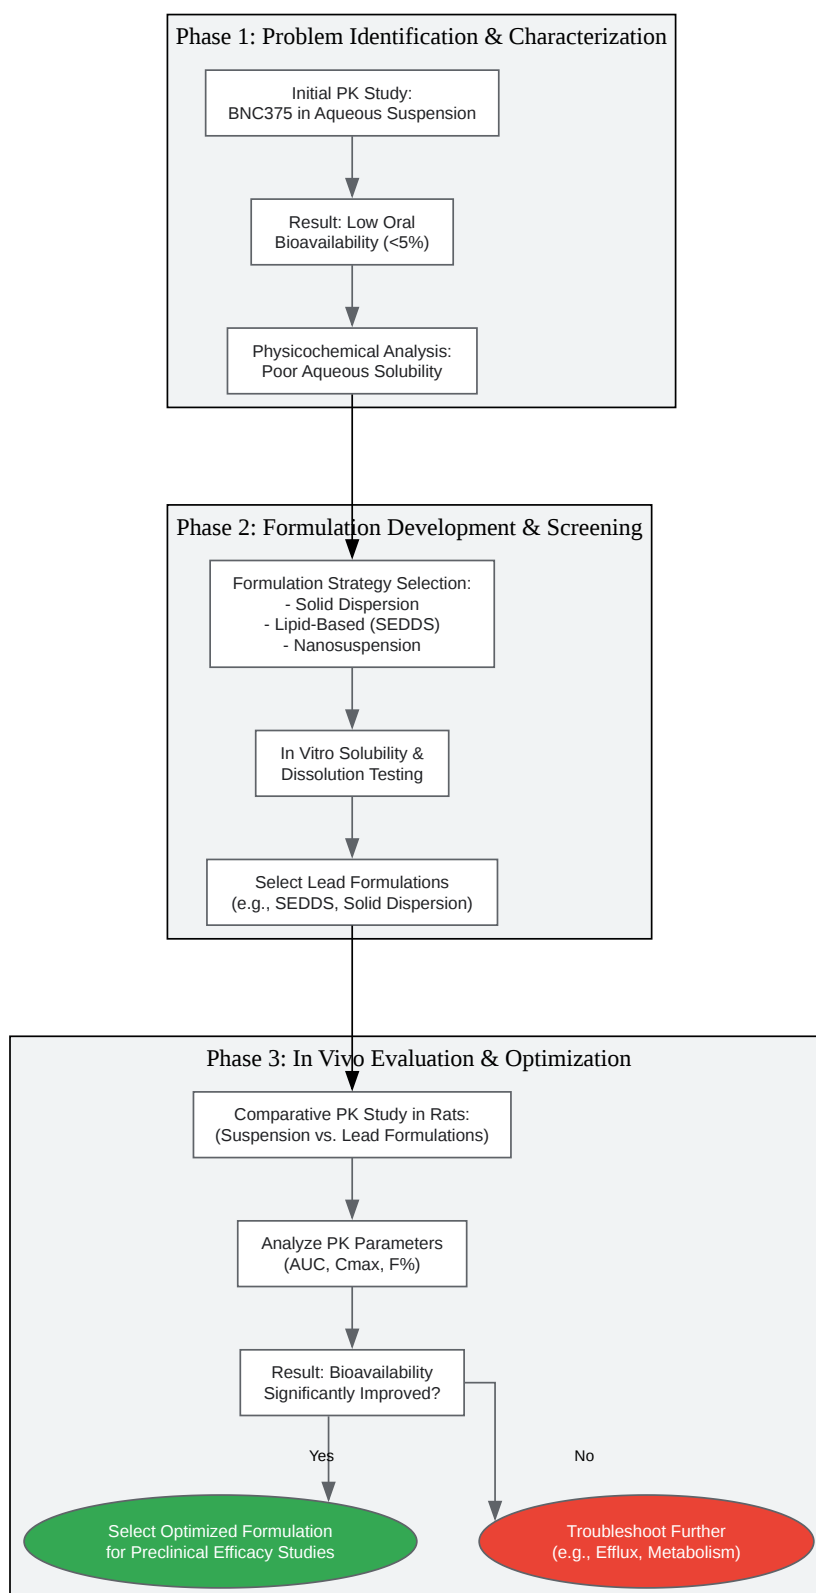 Phase 1: Problem Identification & Characterization
Initial PK Study:
BNC375 in Aqueous Suspension
Result: Low Oral
Bioavailability (<5%)
Physicochemical Analysis:
Poor Aqueous Solubility
Phase 2: Formulation Development & Screening
Formulation Strategy Selection:
- Solid Dispersion
- Lipid-Based (SEDDS)
- Nanosuspension
In Vitro Solubility &
Dissolution Testing
Select Lead Formulations
(e.g., SEDDS, Solid Dispersion)
Phase 3: In Vivo Evaluation & Optimization
Comparative PK Study in Rats:
(Suspension vs. Lead Formulations)
Analyze PK Parameters
(AUC, Cmax, F%)
Result: Bioavailability
Significantly Improved?
Yes
No
Select Optimized Formulation
for Preclinical Efficacy Studies
Troubleshoot Further
(e.g., Efflux, Metabolism)